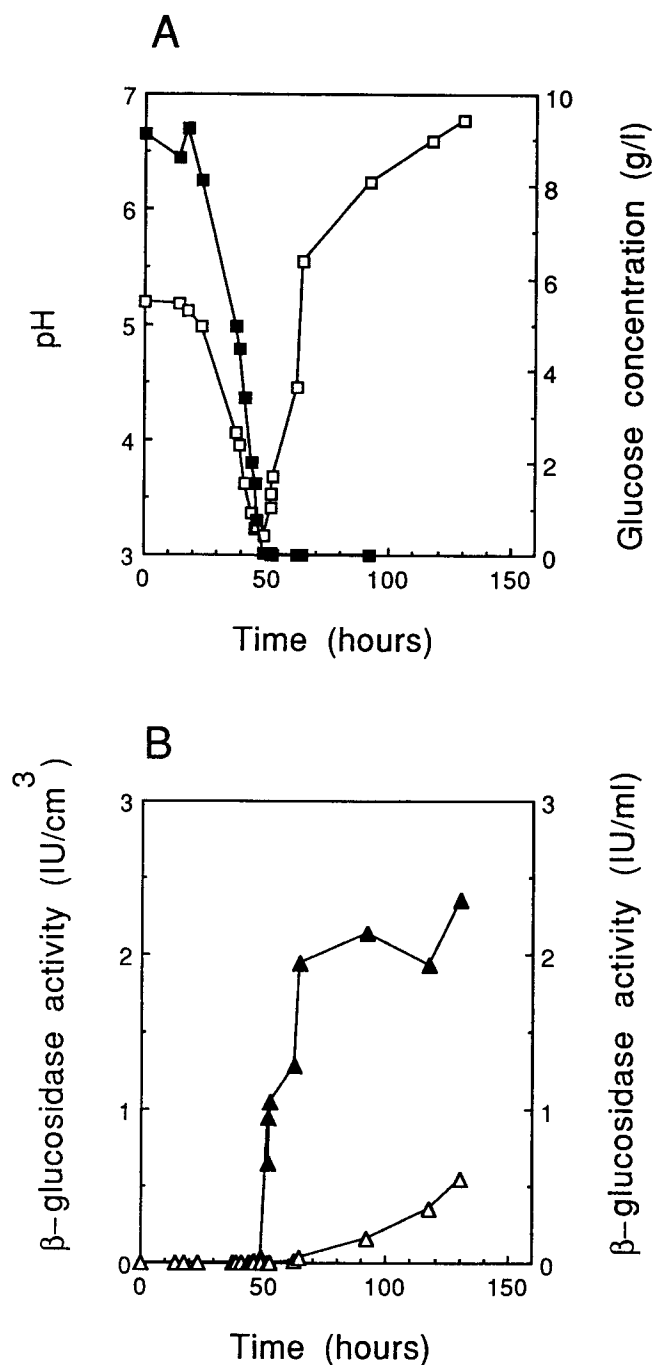 A
7
6
5
4
3
pH
10
8
6
4
2
0
Glucose concentration (g/l)
0 50 100 150
Time (hours)
B
3
2
1
0
β-glucosidase activity (IU/cm³)
3
2
1
0
β-glucosidase activity (IU/ml)
0 50 100 150
Time (hours)